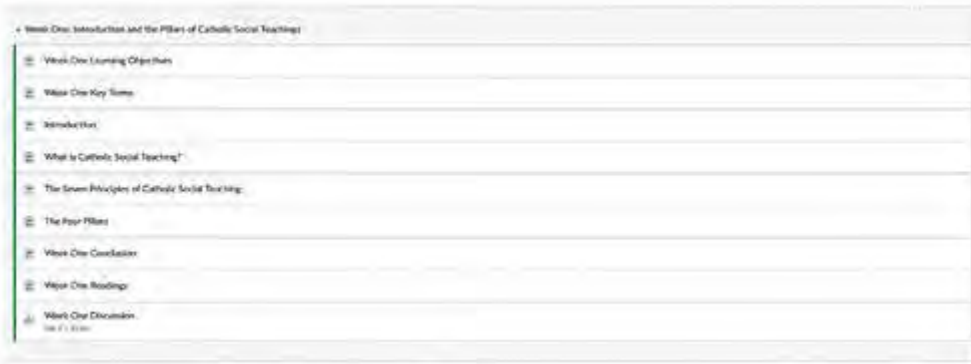 Week One: Introduction and the Pillars of Catholic Social Teachings
Week One Learning Objectives
Week One Key Terms
Introduction
What is Catholic Social Teaching?
The Seven Principles of Catholic Social Teaching
The Four Pillars
Week One Conclusion
Week One Readings
Week One Discussion